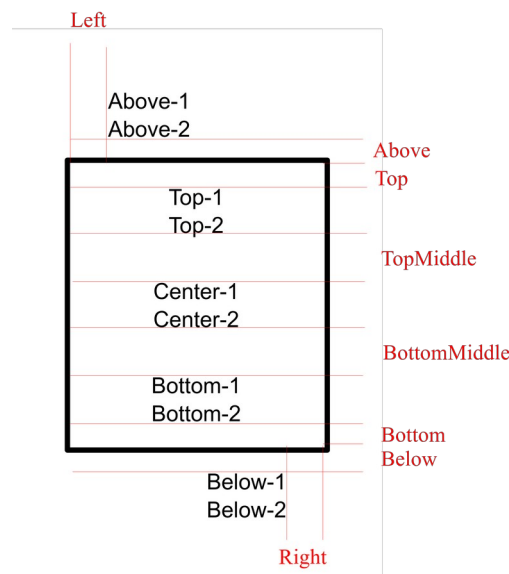 Left
Above-1
Above-2
Above
Top
Top-1
Top-2
TopMiddle
Center-1
Center-2
BottomMiddle
Bottom-1
Bottom-2
Bottom
Below
Below-1
Below-2
Right